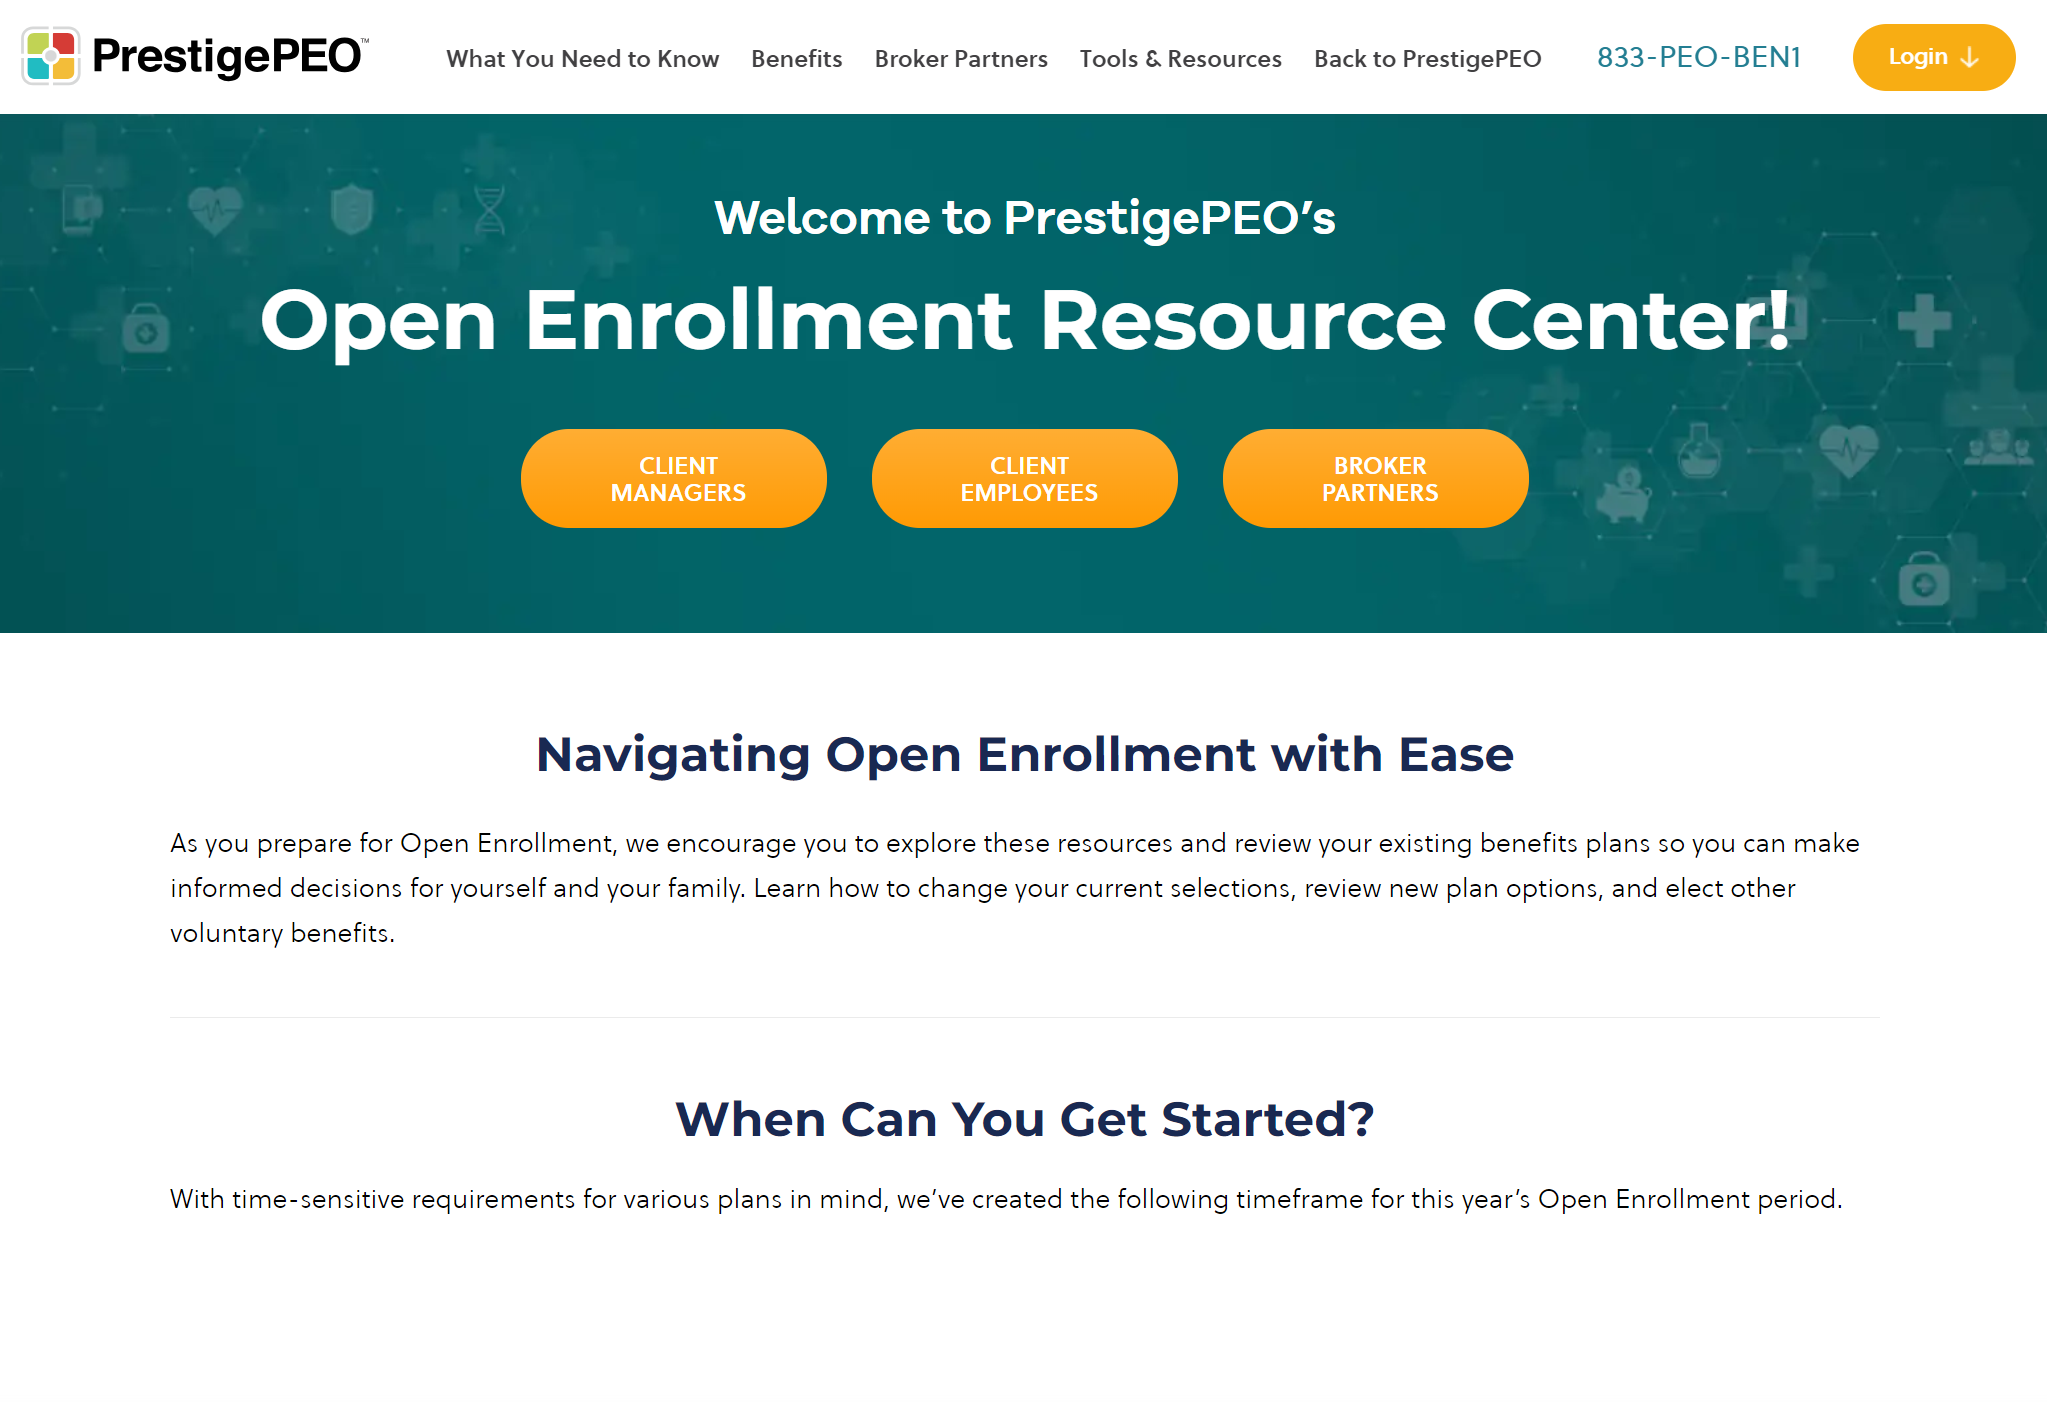 PrestigePEO™
What You Need to Know
Benefits
Broker Partners
Tools & Resources
Back to PrestigePEO
833-PEO-BEN1
Login ↓
Welcome to PrestigePEO’s
Open Enrollment Resource Center!
CLIENT
MANAGERS
CLIENT
EMPLOYEES
BROKER
PARTNERS
Navigating Open Enrollment with Ease
As you prepare for Open Enrollment, we encourage you to explore these resources and review your existing benefits plans so you can make
informed decisions for yourself and your family. Learn how to change your current selections, review new plan options, and elect other
voluntary benefits.
When Can You Get Started?
With time-sensitive requirements for various plans in mind, we’ve created the following timeframe for this year’s Open Enrollment period.